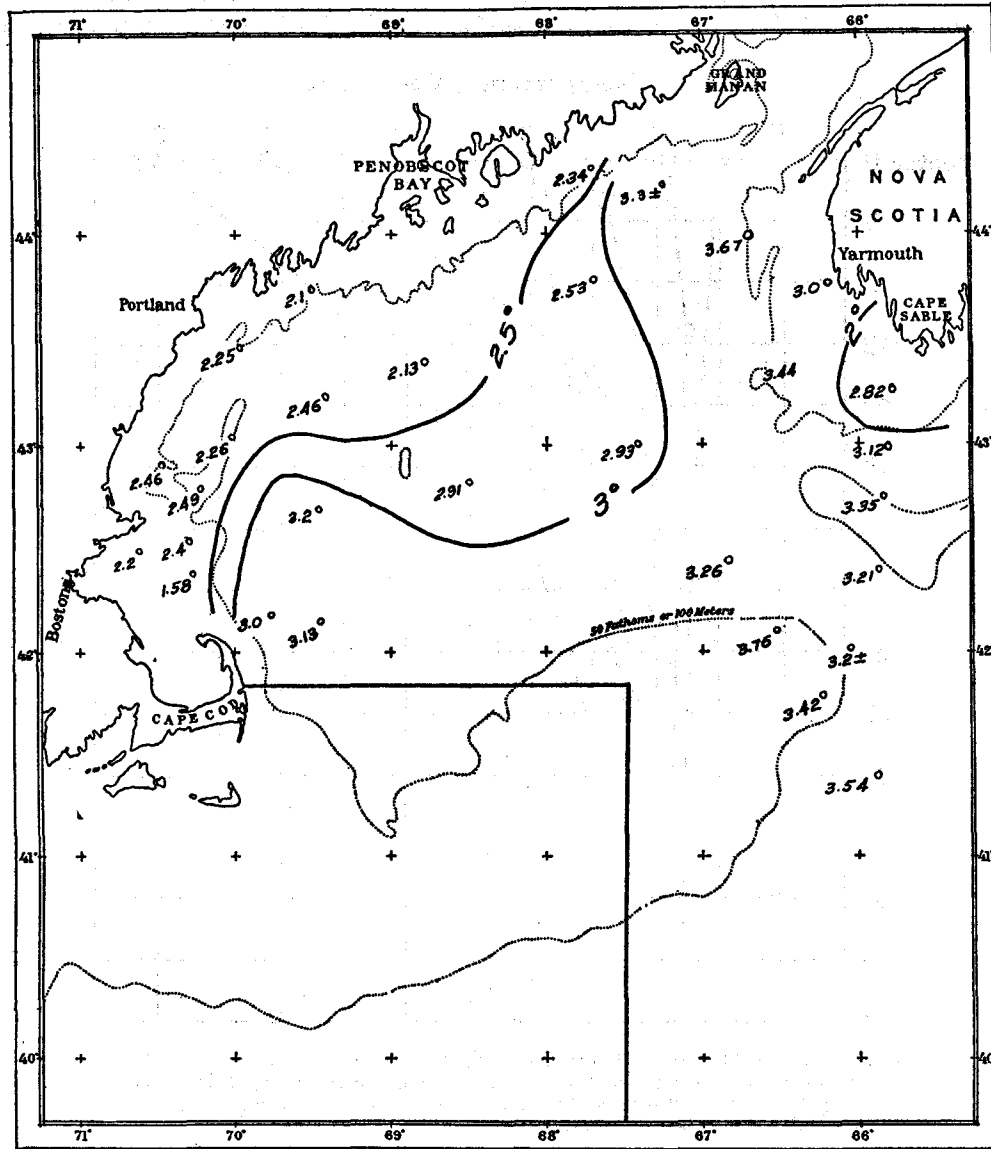 71° 70° 69° 68° 67° 66°
GRAND
MANAN
PENOBSCOT
BAY
2.34
3.3±
NOVA
SCOTIA
44° 44°
3.67
Yarmouth
2.53
3.0
Portland
2.1
CAPE
SABLE
2°
2.5°
2.25
2.13
3.44
2.82
2.46
43° 43°
2.26
2.93
3.12
2.46
2.91
3°
2.49
3.35
3.2
2.4
2.2
3.26
3.21
1.58
Boston
3.0
3.13
50 Fathoms or 100 Meters
3.76
42° 42°
3.2±
CAPE COD
3.42
3.54
41° 41°
40° 40°
71° 70° 69° 68° 67° 66°